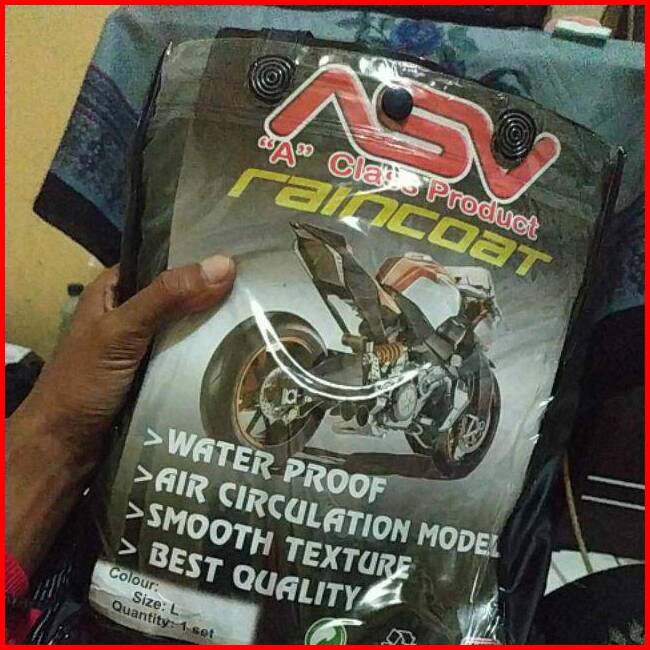 ASV
"A" Class Product
raincoat
>WATER PROOF
>AIR CIRCULATION MODEL
>SMOOTH TEXTURE
> BEST QUALITY
Colour:
Size: L
Quantity: 1 set